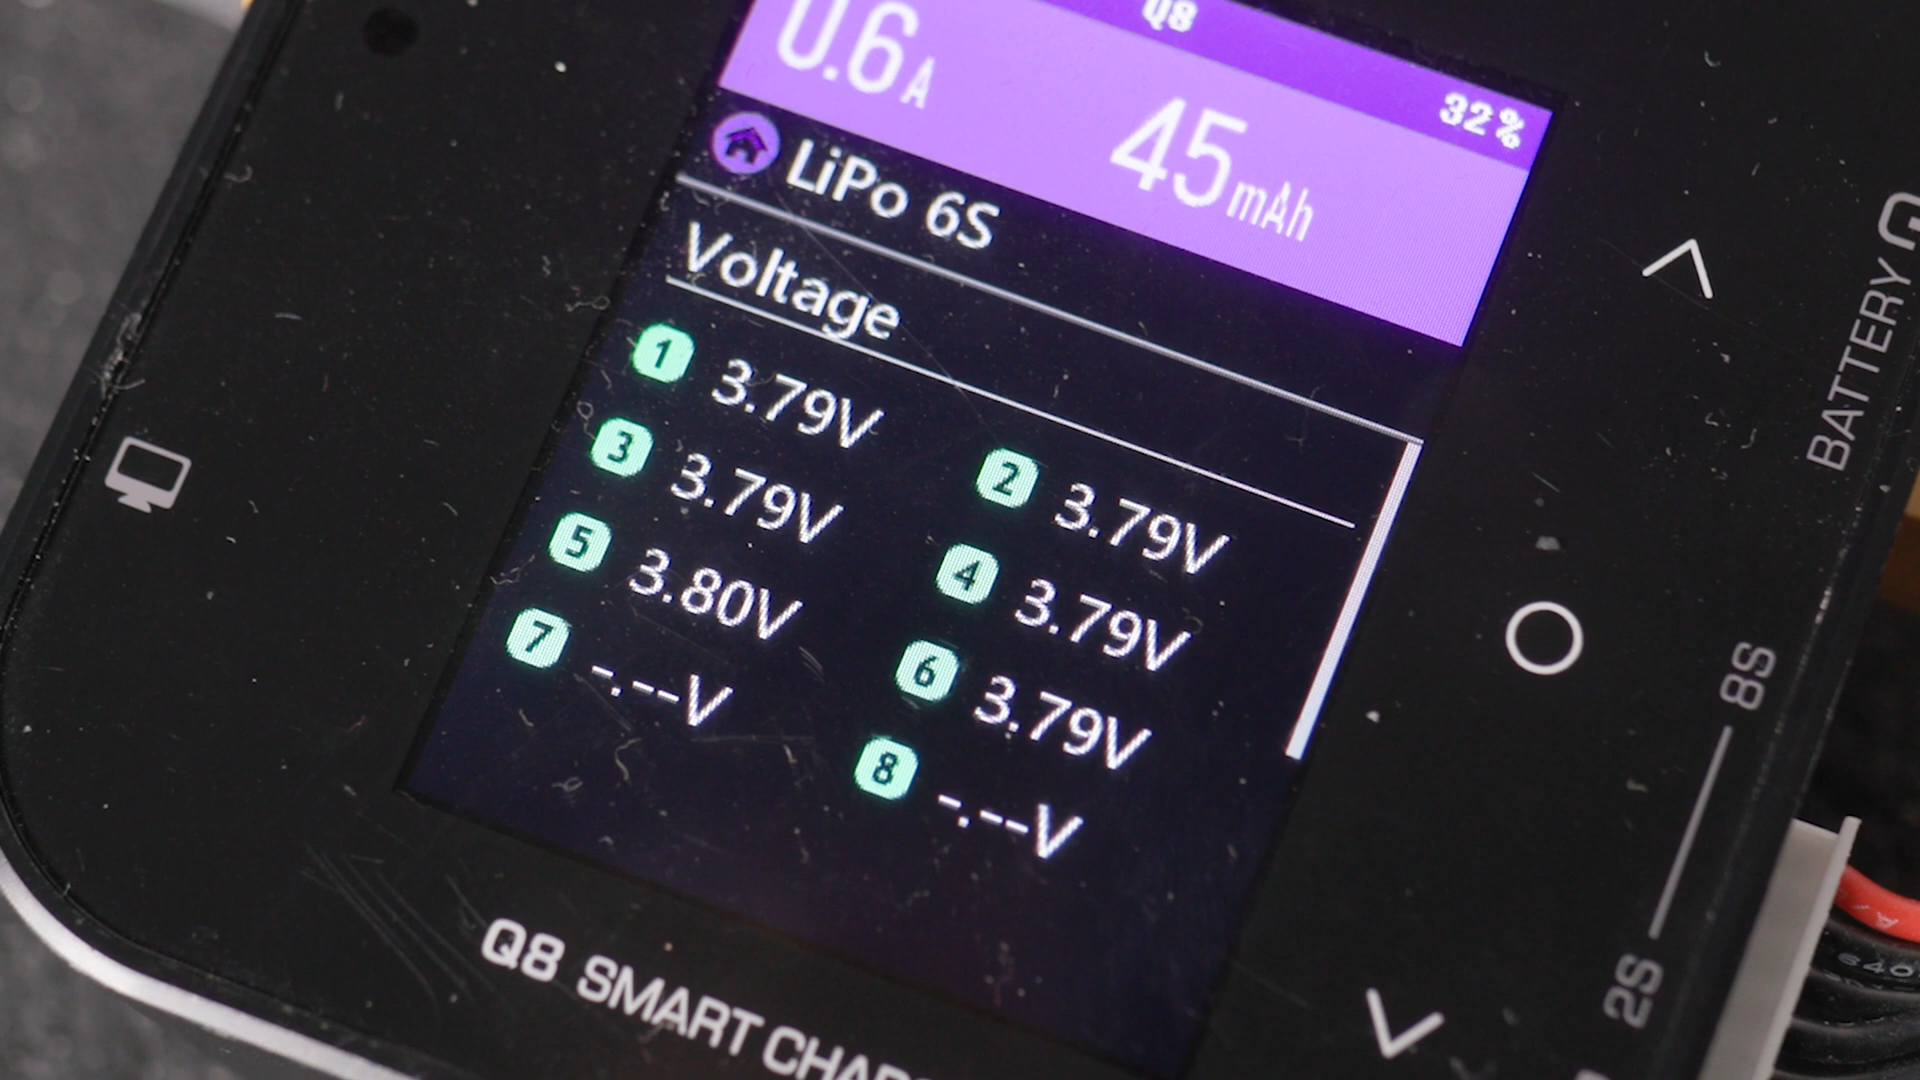 Q8
32%
0.6A
45mAh
LiPo 6S
Voltage
1 3.79V
2 3.79V
3 3.79V
4 3.79V
5 3.80V
6 3.79V
7 -.--V
8 -.--V
Q8 SMART
BATTERY
8S
2S
640